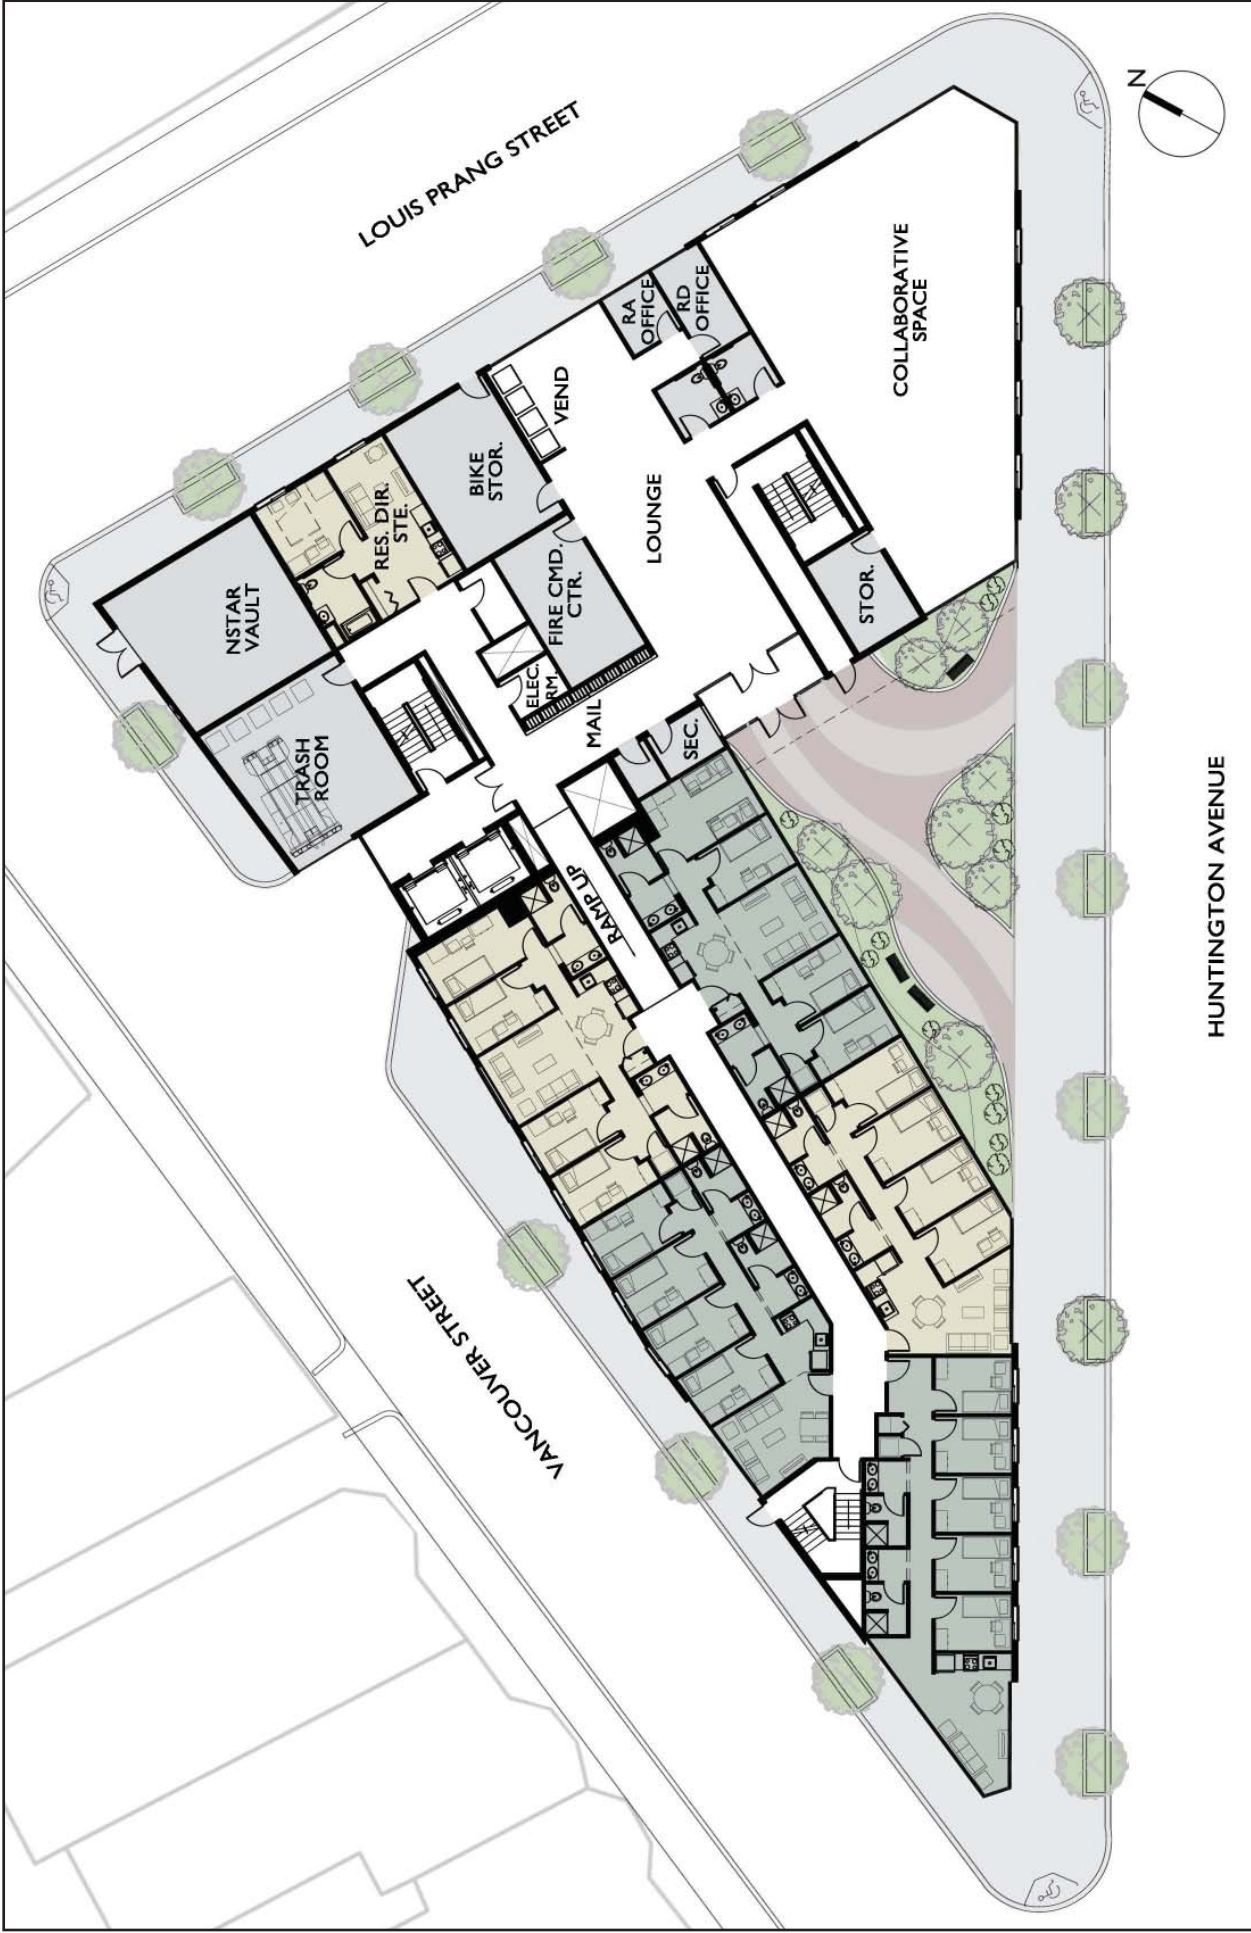 LOUIS PRANG STREET
N
COLLABORATIVE
SPACE
RA
OFFICE
RD
OFFICE
VEND
BIKE
STOR.
LOUNGE
RES. DIR.
STE.
FIRE CMD.
CTR.
STOR.
NSTAR
VAULT
ELEC.
RM.
MAIL
SEC.
TRASH
ROOM
RAMP UP
HUNTINGTON AVENUE
VANCOUVER STREET